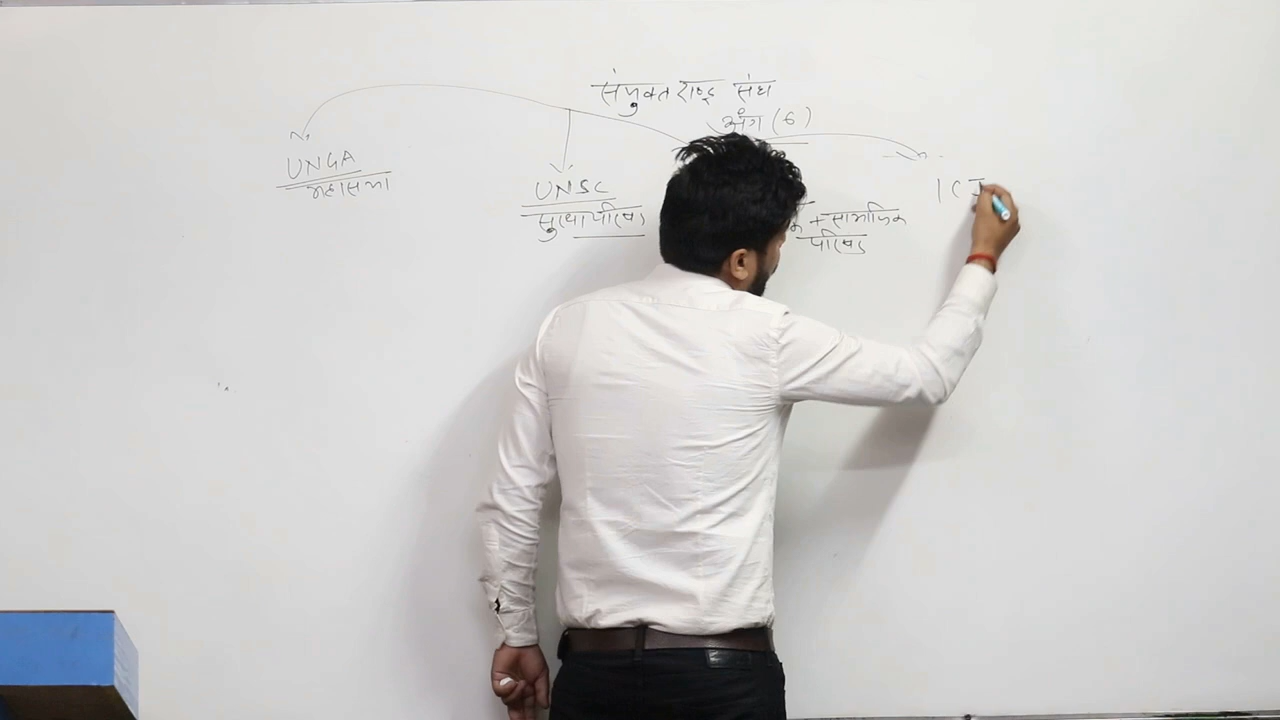 संयुक्त राष्ट्र संघ
अंग (6)
UNGA
महासभा
UNSC
सुरक्षा परिषद
+ सामाजिक
परिषद
ICJ